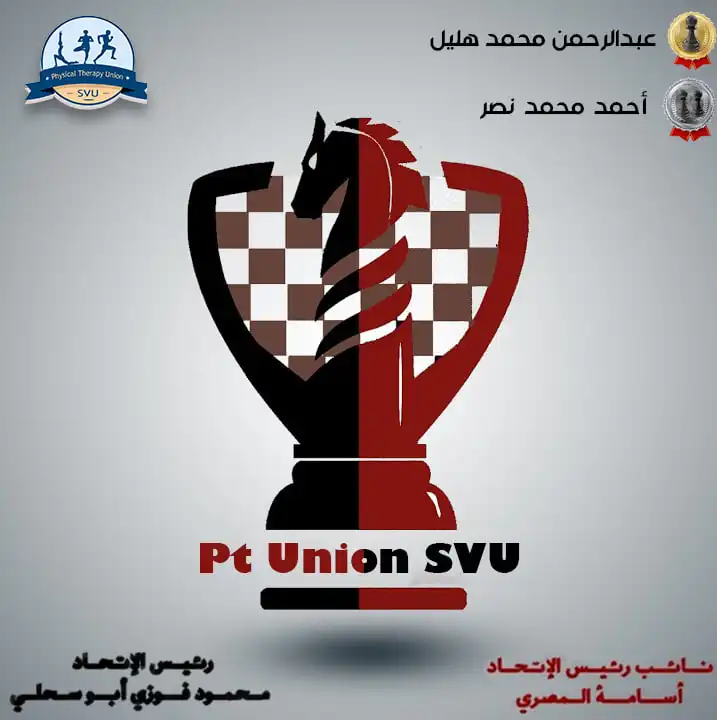 Physical Therapy Union
SVU
عبدالرحمن محمد هليل
أحمد محمد نصر
Pt Union SVU
نائب رئيس الإتحاد
أسامة المصري
رئيس الإتحاد
محمود فوزي أبو سحلي